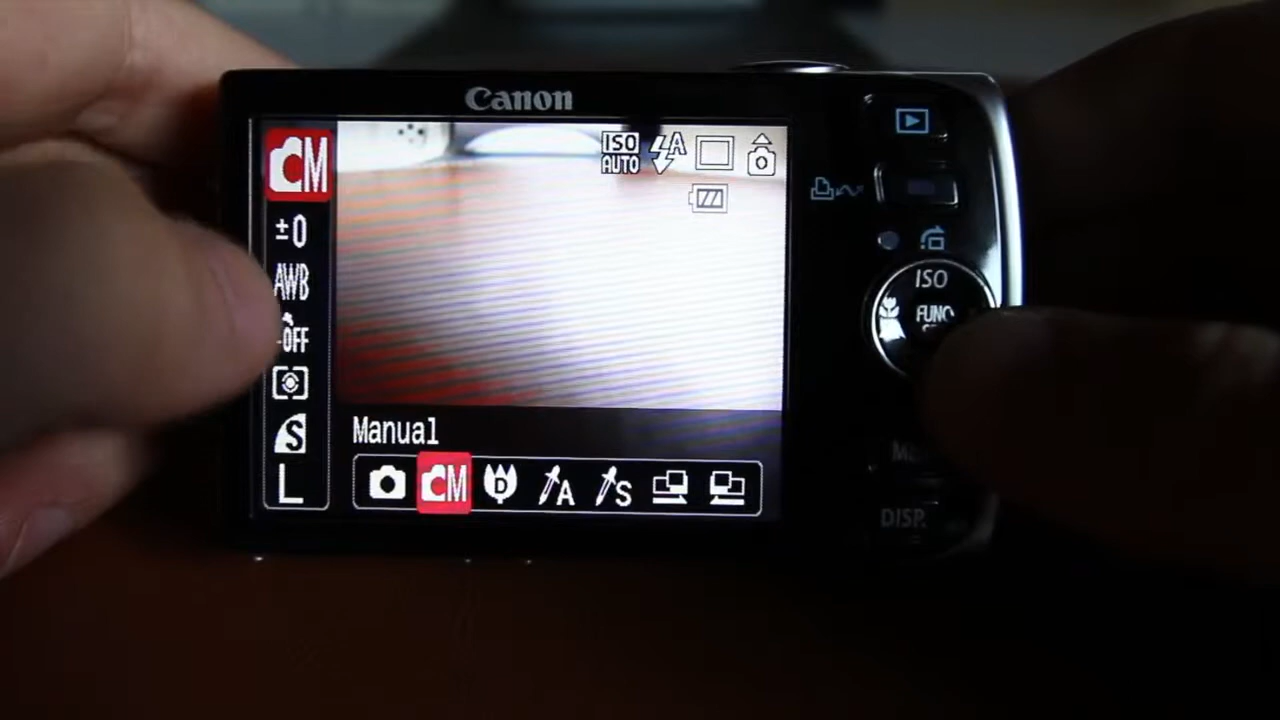 Canon
CM
ISO
AUTO
A
±0
AWB
OFF
S
L
Manual
CM
D
A
S
ISO
FUNC
DISP.